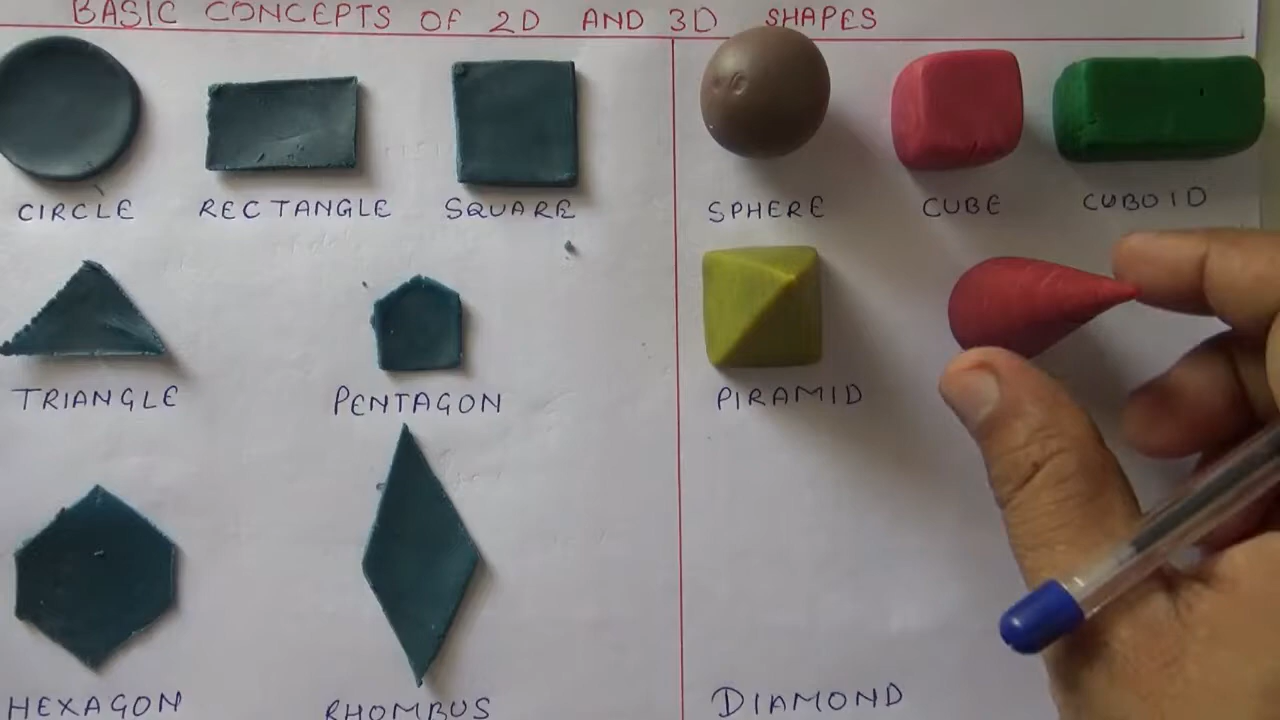 BASIC CONCEPTS OF 2D AND 3D SHAPES
CIRCLE RECTANGLE SQUARE
SPHERE CUBE CUBOID
TRIANGLE PENTAGON
PIRAMID
HEXAGON RHOMBUS
DIAMOND